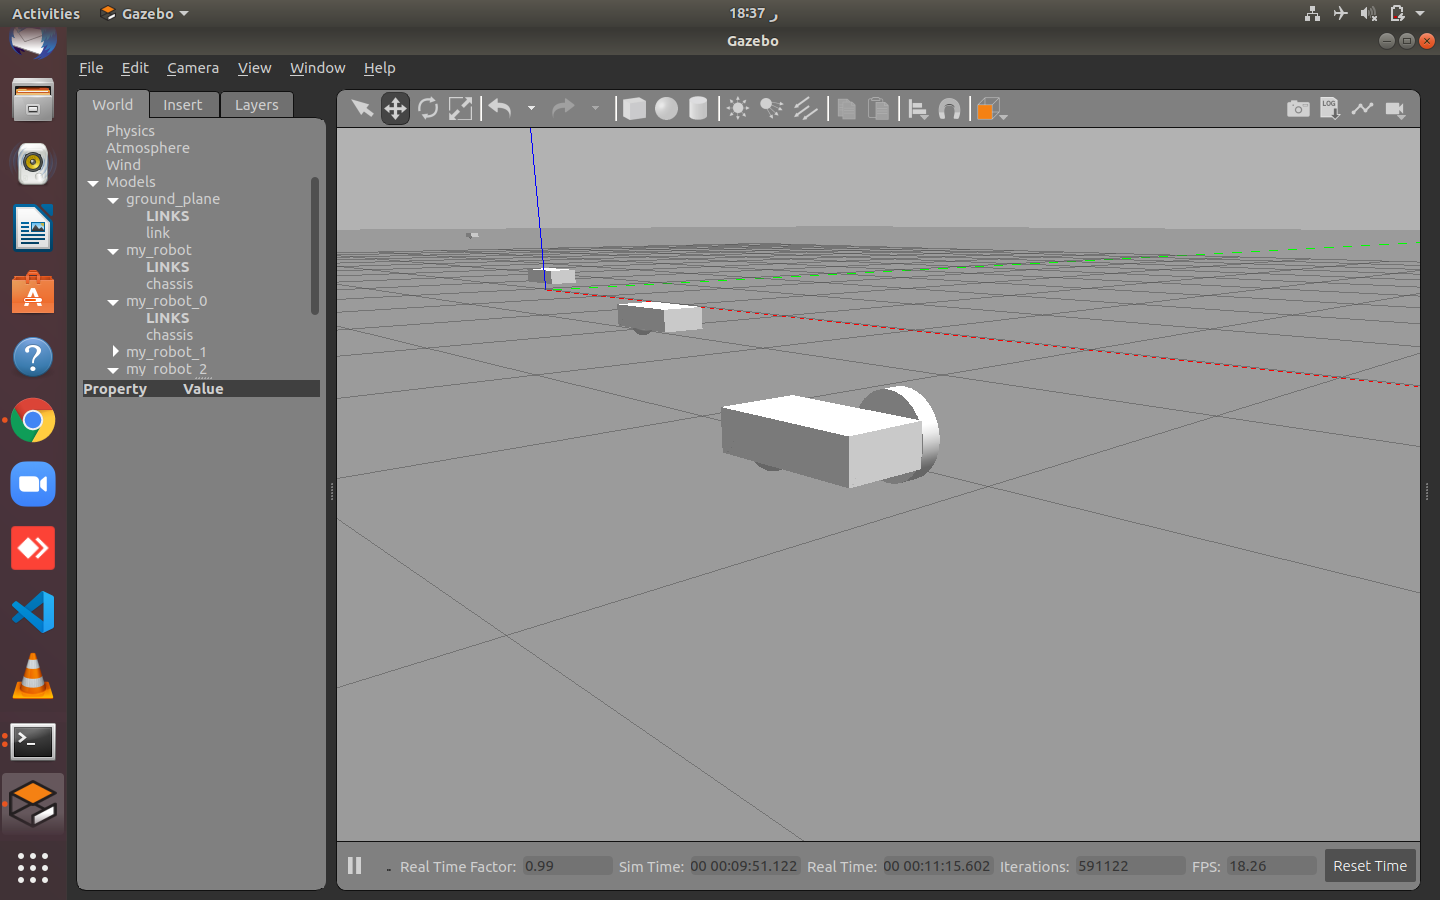 Activities
Gazebo
18:37 ر
Gazebo
File Edit Camera View Window Help
World Insert Layers
Physics
Atmosphere
Wind
Models
ground_plane
LINKS
link
my_robot
LINKS
chassis
my_robot_0
LINKS
chassis
my_robot_1
my_robot_2
Property Value
LOG
Real Time Factor: 0.99 Sim Time: 00 00:09:51.122 Real Time: 00 00:11:15.602 Iterations: 591122 FPS: 18.26 Reset Time